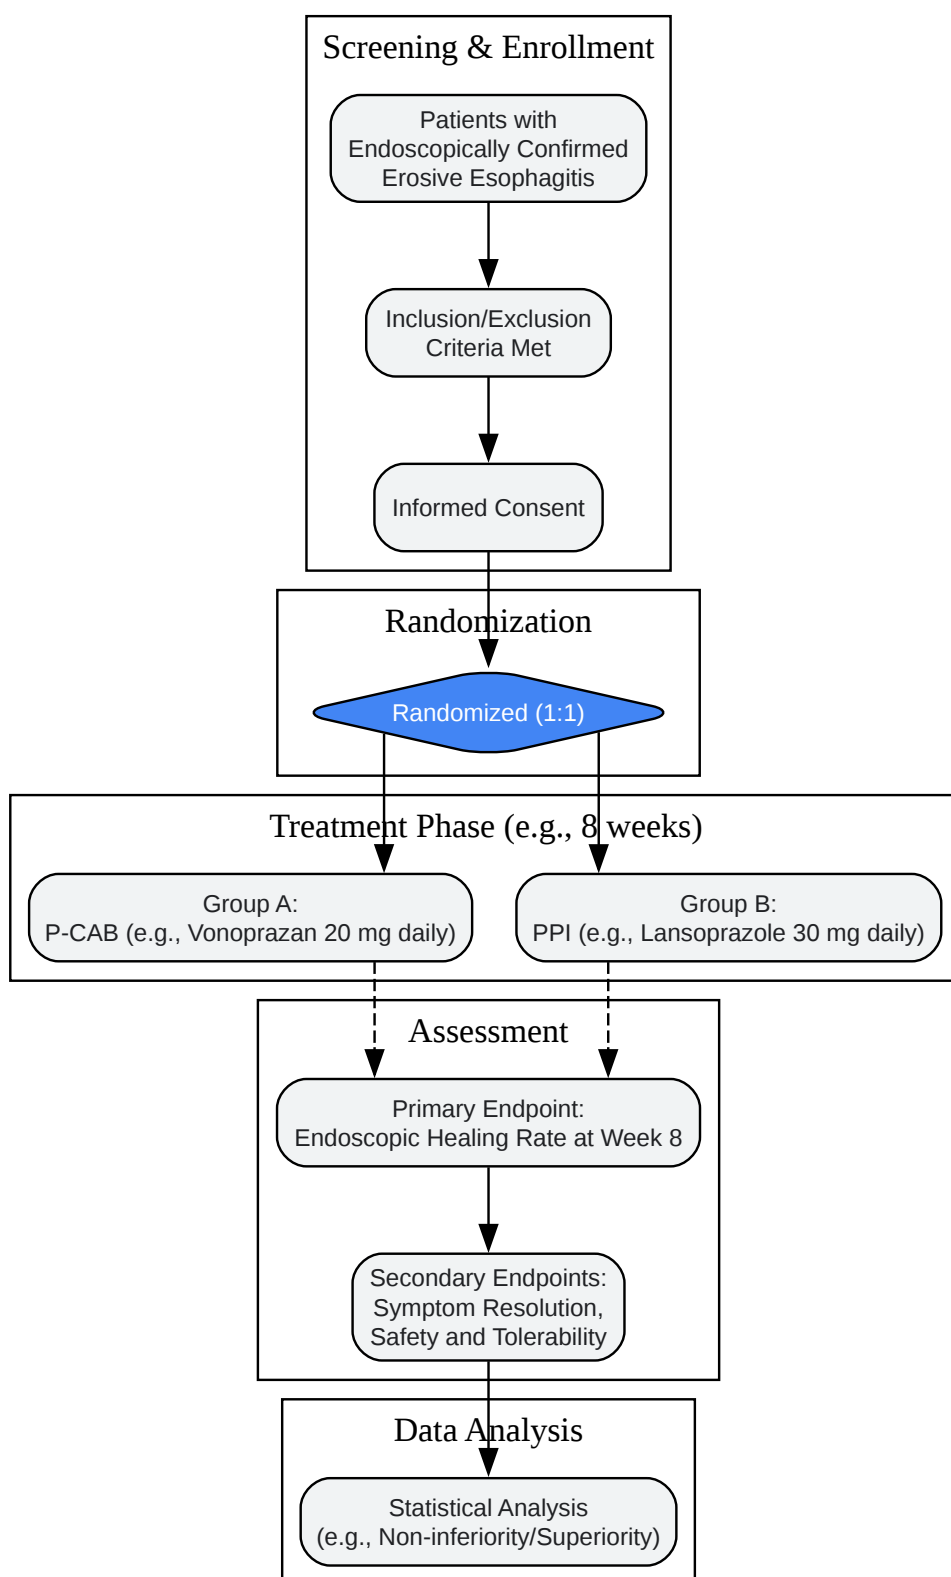 Screening & Enrollment
Patients with
Endoscopically Confirmed
Erosive Esophagitis
Inclusion/Exclusion
Criteria Met
Informed Consent
Randomization
Randomized (1:1)
Treatment Phase (e.g., 8 weeks)
Group A:
P-CAB (e.g., Vonoprazan 20 mg daily)
Group B:
PPI (e.g., Lansoprazole 30 mg daily)
Assessment
Primary Endpoint:
Endoscopic Healing Rate at Week 8
Secondary Endpoints:
Symptom Resolution,
Safety and Tolerability
Data Analysis
Statistical Analysis
(e.g., Non-inferiority/Superiority)